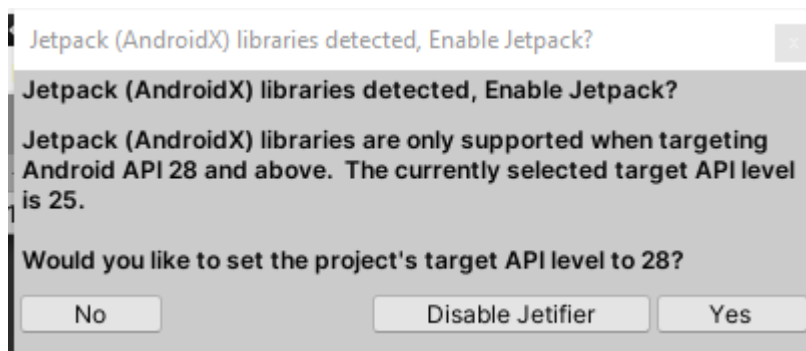 Jetpack (AndroidX) libraries detected, Enable Jetpack?
x
Jetpack (AndroidX) libraries detected, Enable Jetpack?
Jetpack (AndroidX) libraries are only supported when targeting
Android API 28 and above. The currently selected target API level
is 25.
Would you like to set the project's target API level to 28?
No Disable Jetifier Yes